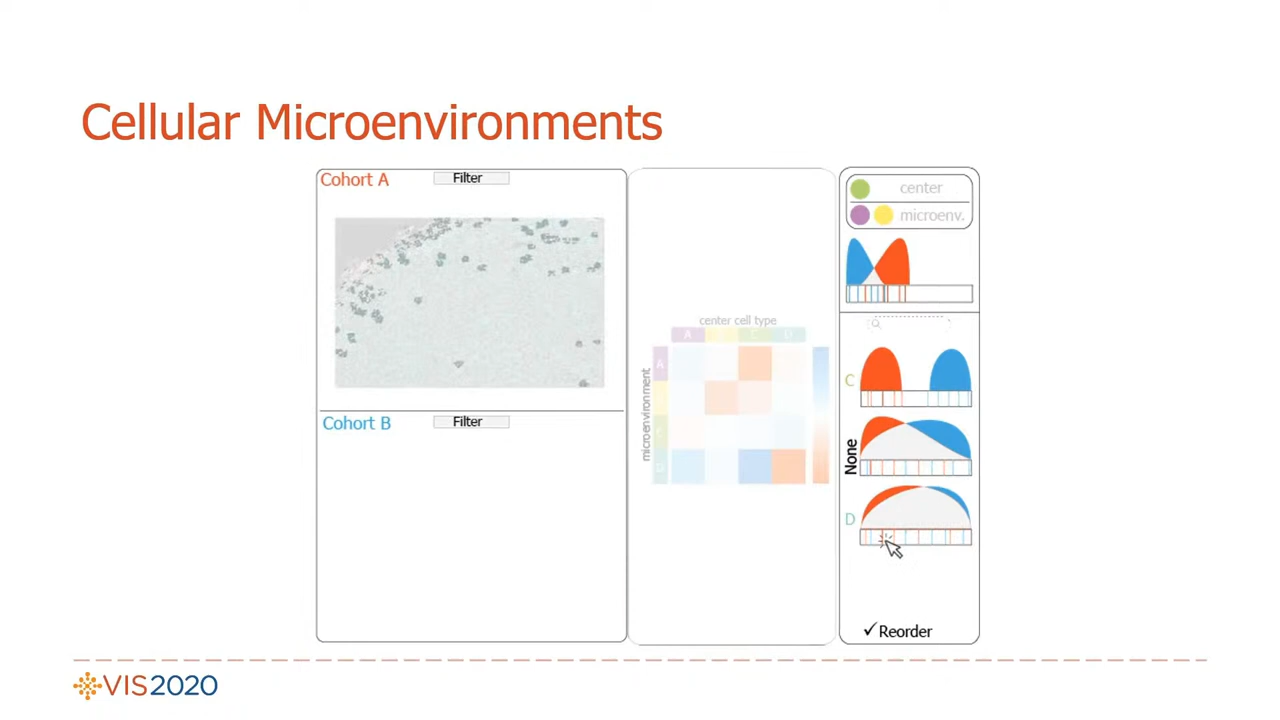 Cellular Microenvironments
Cohort A
Filter
Cohort B
Filter
center cell type
A
D
microenvironment
A
D
center
microenv.
C
None
D
✓ Reorder
VIS2020